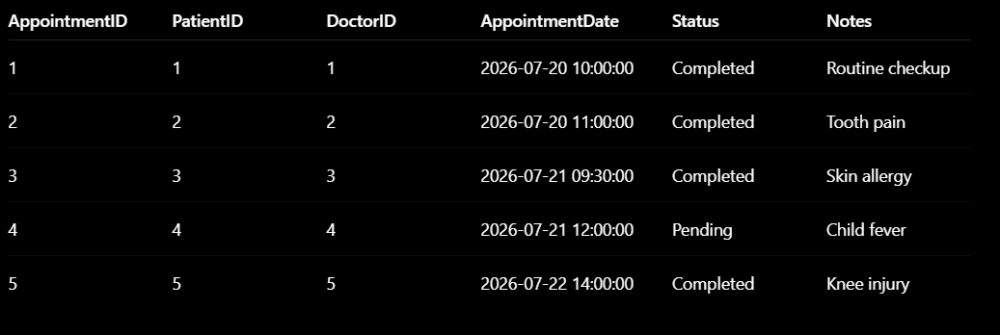 AppointmentID PatientID DoctorID AppointmentDate Status Notes
1 1 1 2026-07-20 10:00:00 Completed Routine checkup
2 2 2 2026-07-20 11:00:00 Completed Tooth pain
3 3 3 2026-07-21 09:30:00 Completed Skin allergy
4 4 4 2026-07-21 12:00:00 Pending Child fever
5 5 5 2026-07-22 14:00:00 Completed Knee injury